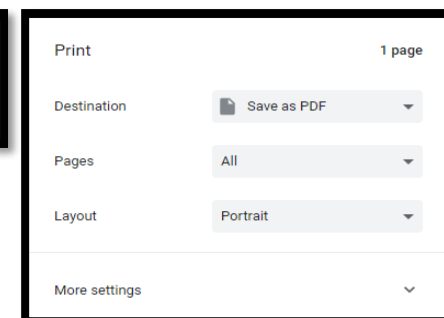 Print 1 page
Destination Save as PDF
Pages All
Layout Portrait
More settings